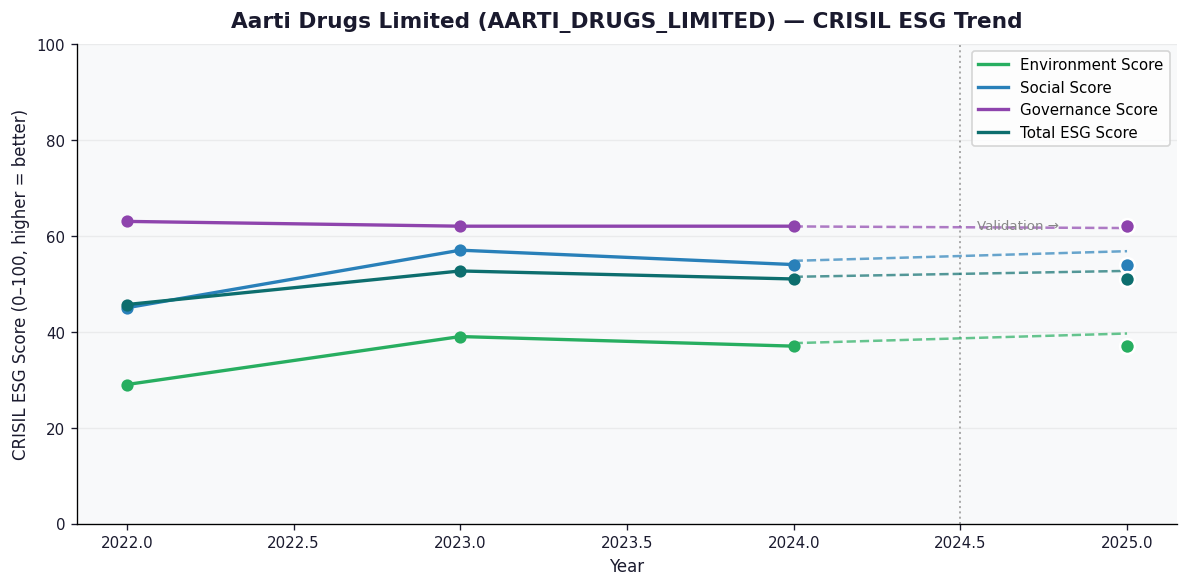 Aarti Drugs Limited (AARTI_DRUGS_LIMITED) — CRISIL ESG Trend
CRISIL ESG Score (0–100, higher = better)
100
80
60
40
20
0
Environment Score
Social Score
Governance Score
Total ESG Score
Validation →
2022.0
2022.5
2023.0
2023.5
2024.0
2024.5
2025.0
Year